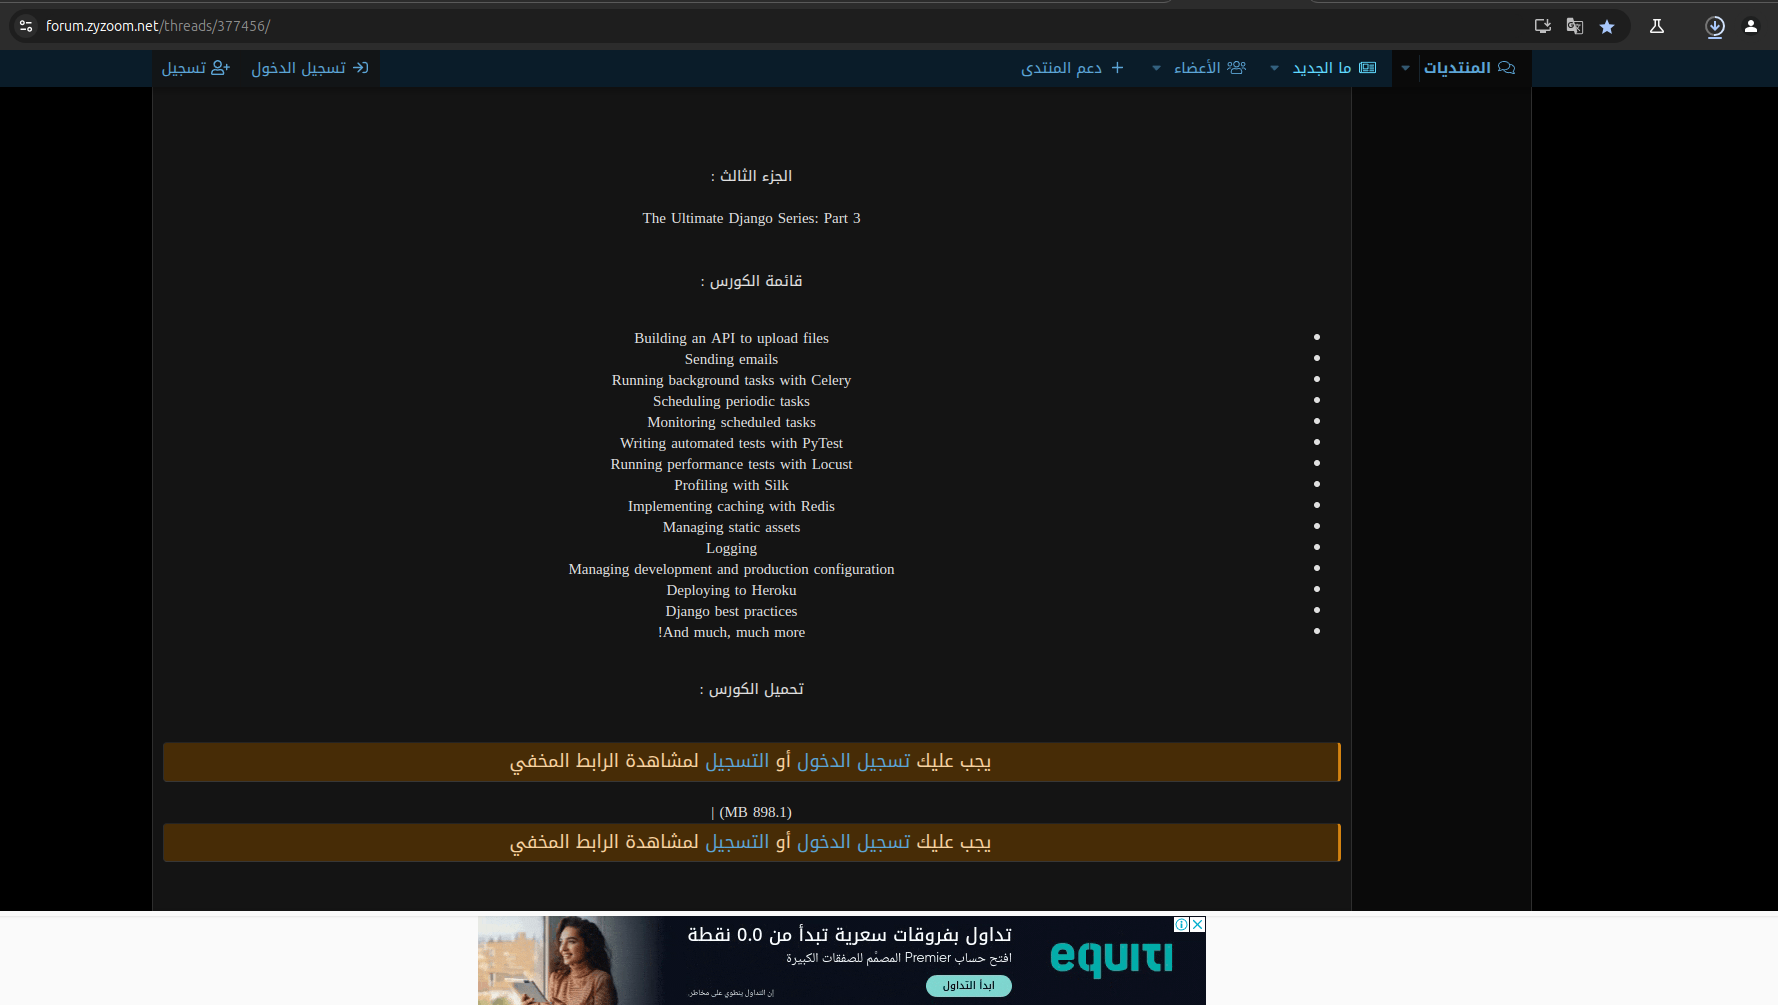 forum.zyzoom.net/threads/377456/
المنتديات
ما الجديد
الأعضاء
دعم المنتدى
تسجيل الدخول
تسجيل
الجزء الثالث :
The Ultimate Django Series: Part 3
قائمة الكورس :
Building an API to upload files
Sending emails
Running background tasks with Celery
Scheduling periodic tasks
Monitoring scheduled tasks
Writing automated tests with PyTest
Running performance tests with Locust
Profiling with Silk
Implementing caching with Redis
Managing static assets
Logging
Managing development and production configuration
Deploying to Heroku
Django best practices
!And much, much more
تحميل الكورس :
يجب عليك تسجيل الدخول أو التسجيل لمشاهدة الرابط المخفي
| (MB 898.1)
يجب عليك تسجيل الدخول أو التسجيل لمشاهدة الرابط المخفي
تداول بفروقات سعرية تبدأ من 0.0 نقطة
افتح حساب Premier المصمّم للصفقات الكبيرة
ابدأ التداول
إن التداول ينطوي على مخاطر.
equiti